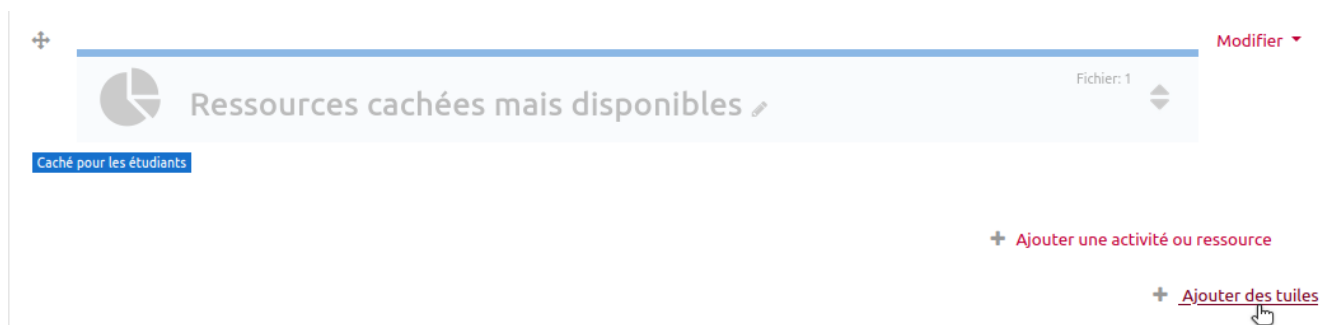 Modifier
Fichier: 1
Ressources cachées mais disponibles
Caché pour les étudiants
Ajouter une activité ou ressource
Ajouter des tuiles